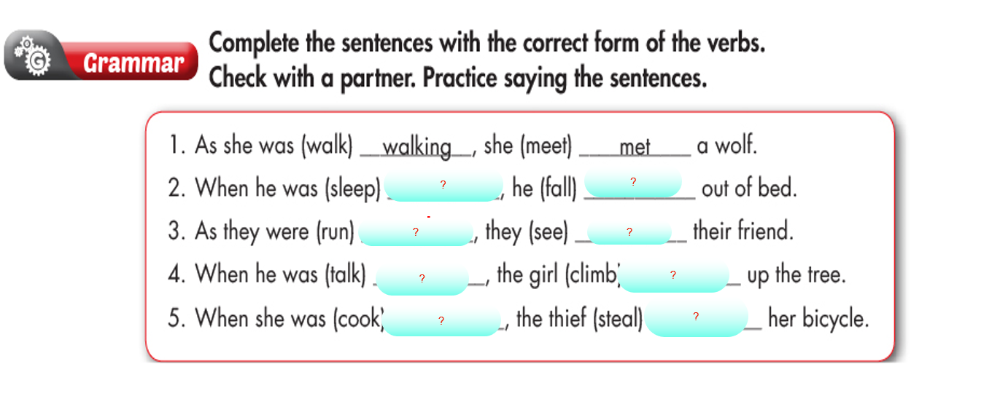 G
Grammar
Complete the sentences with the correct form of the verbs.
Check with a partner. Practice saying the sentences.
1. As she was (walk) __walking__, she (meet) ____met____ a wolf.
2. When he was (sleep) _?_, he (fall) _?_ out of bed.
3. As they were (run) ?_, they (see) _?_ their friend.
4. When he was (talk) _?_, the girl (climb) ?_ up the tree.
5. When she was (cook) ?_, the thief (steal) ?_ her bicycle.